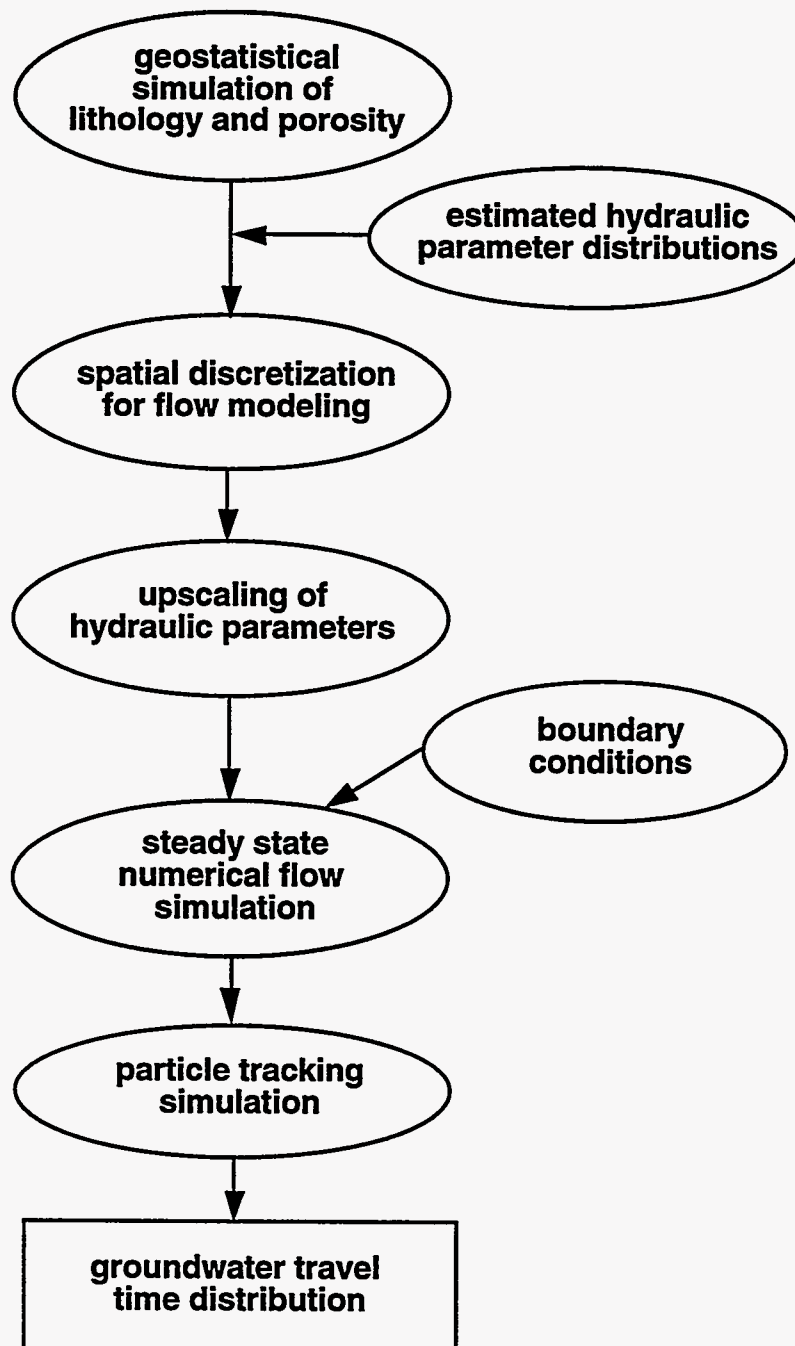 geostatistical
simulation of
lithology and porosity
estimated hydraulic
parameter distributions
spatial discretization
for flow modeling
upscaling of
hydraulic parameters
boundary
conditions
steady state
numerical flow
simulation
particle tracking
simulation
groundwater travel
time distribution